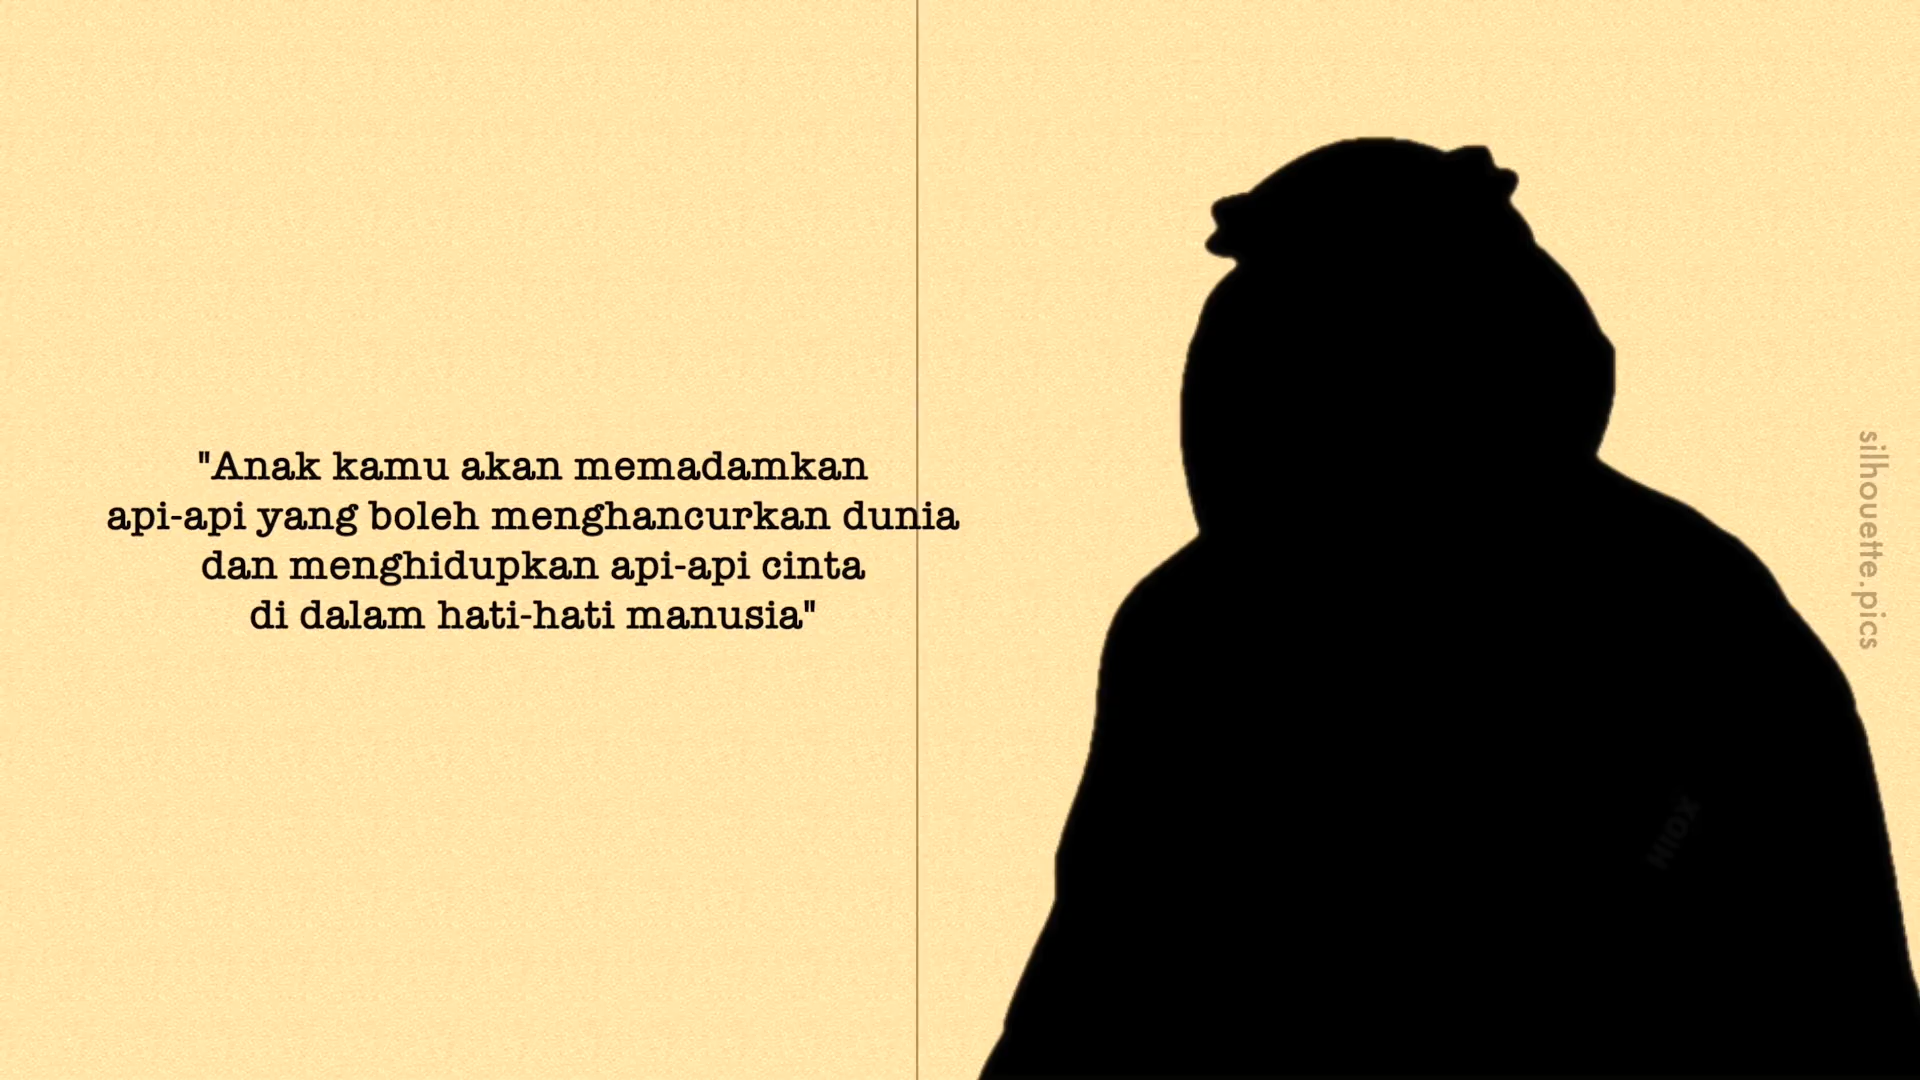 "Anak kamu akan memadamkan
api-api yang boleh menghancurkan dunia
dan menghidupkan api-api cinta
di dalam hati-hati manusia"
silhouette.pics
HIDX